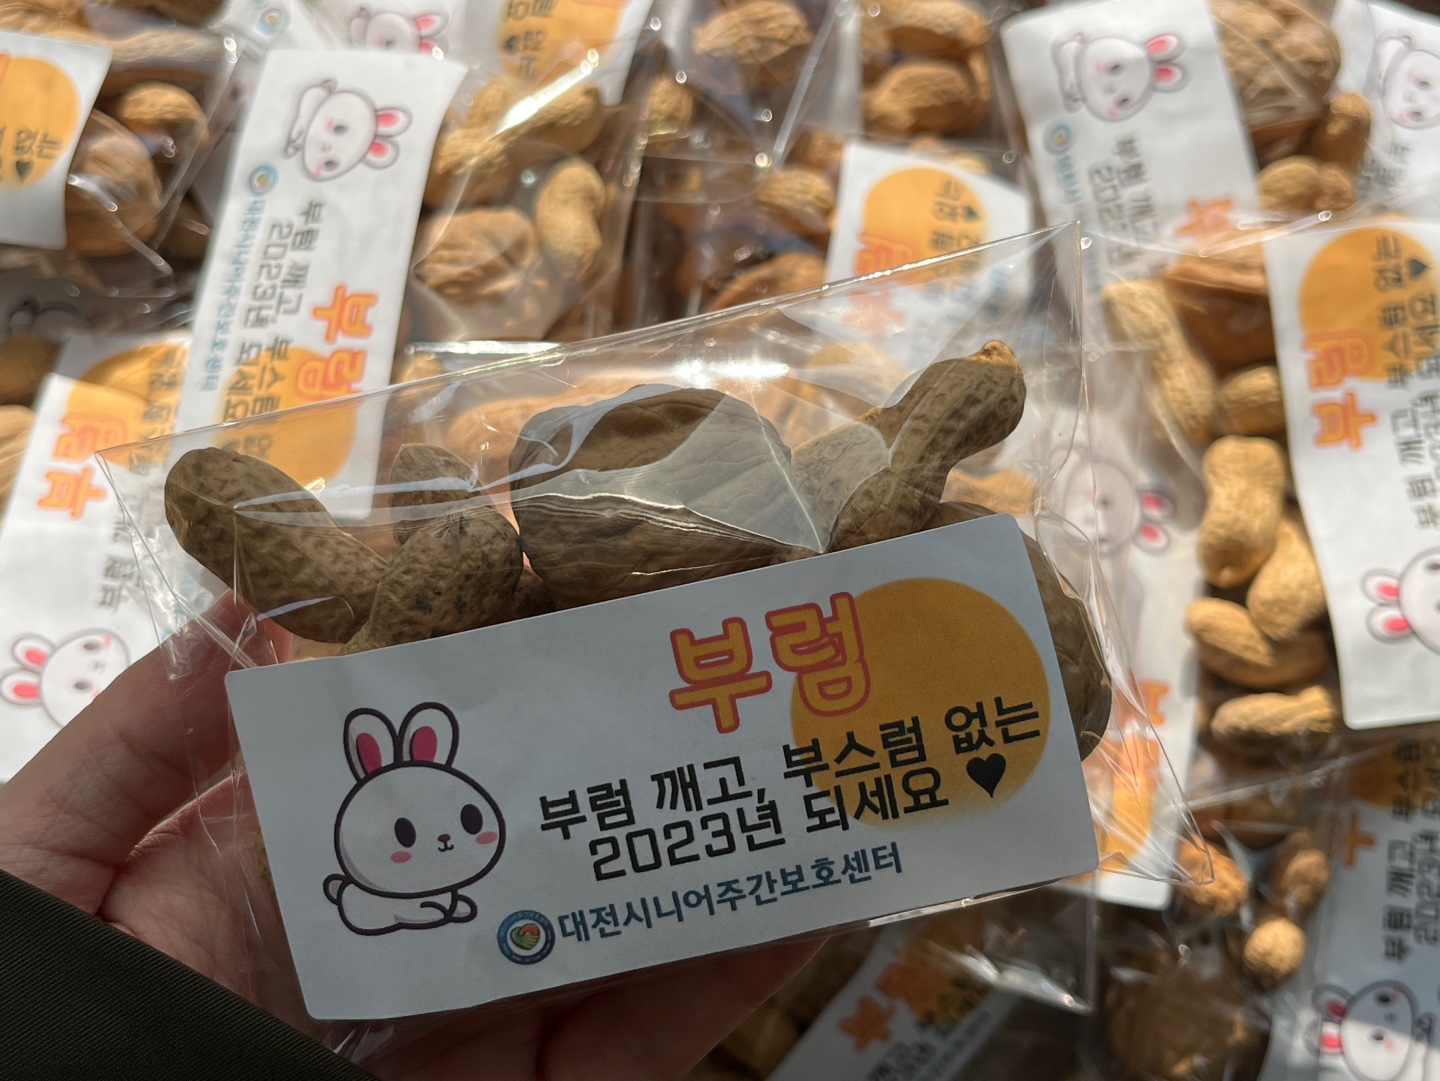 부럼
부럼 깨고, 부스럼 없는
2023년 되세요 ♥
대전시니어주간보호센터